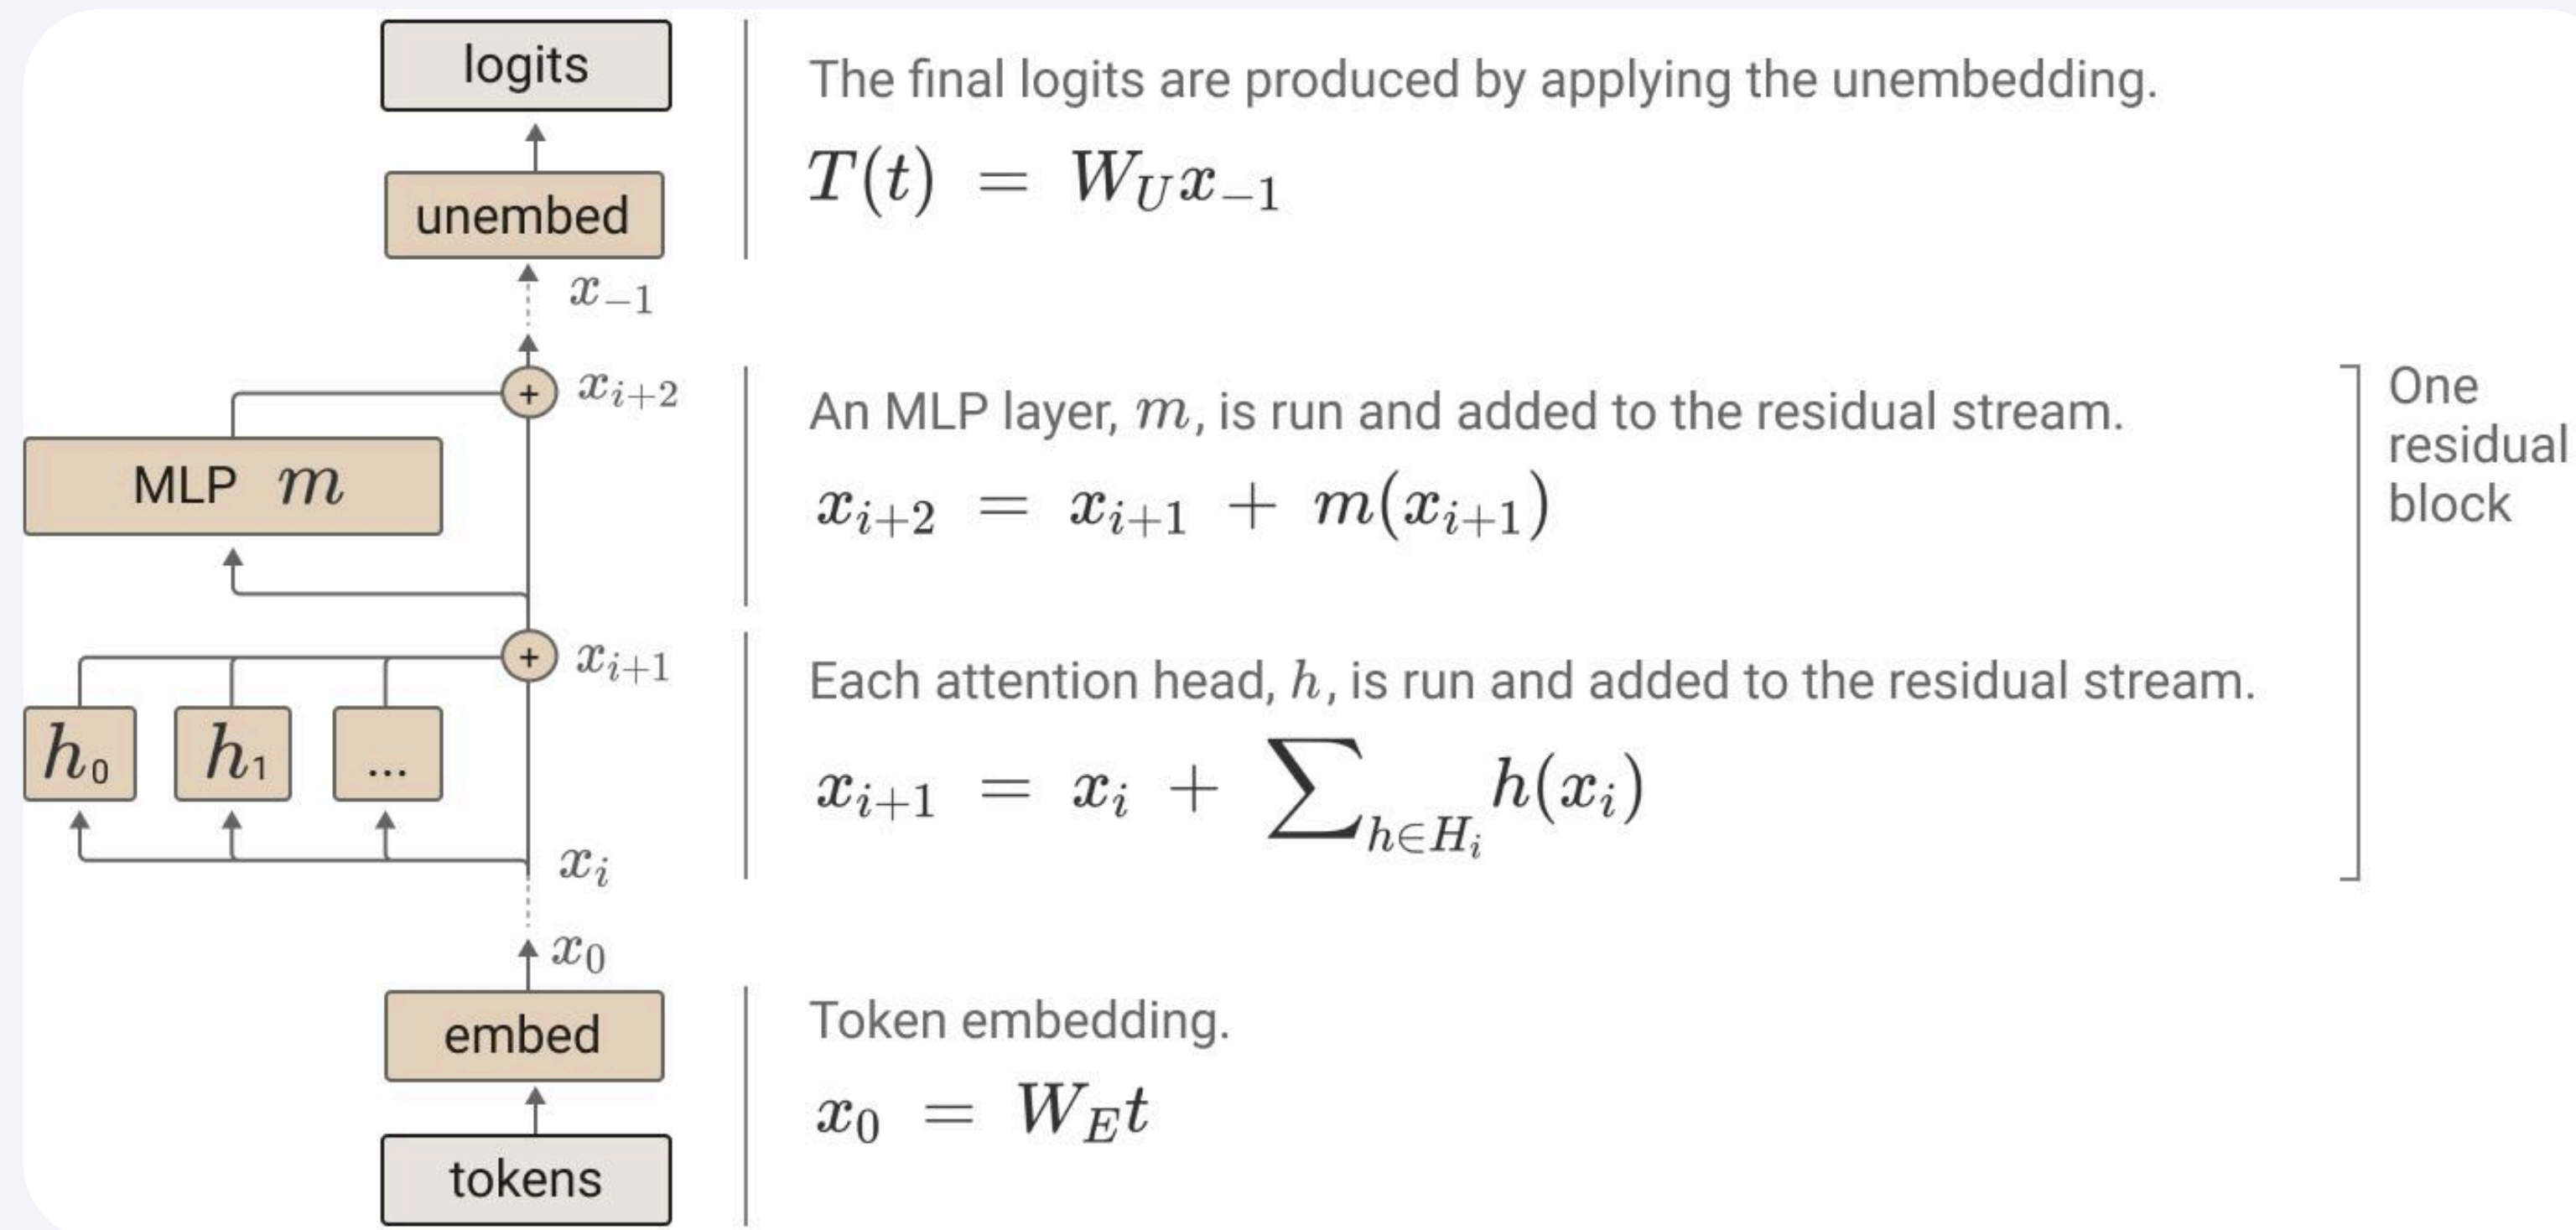 logits
The final logits are produced by applying the unembedding.
T(t) = W_U x_{-1}
unembed
x_{-1}
x_{i+2}
An MLP layer, m, is run and added to the residual stream.
x_{i+2} = x_{i+1} + m(x_{i+1})
MLP m
One
residual
block
x_{i+1}
Each attention head, h, is run and added to the residual stream.
x_{i+1} = x_i + ∑_{h∈H_i} h(x_i)
h₀ h₁ ...
x_i
x_0
embed
Token embedding.
x_0 = W_E t
tokens